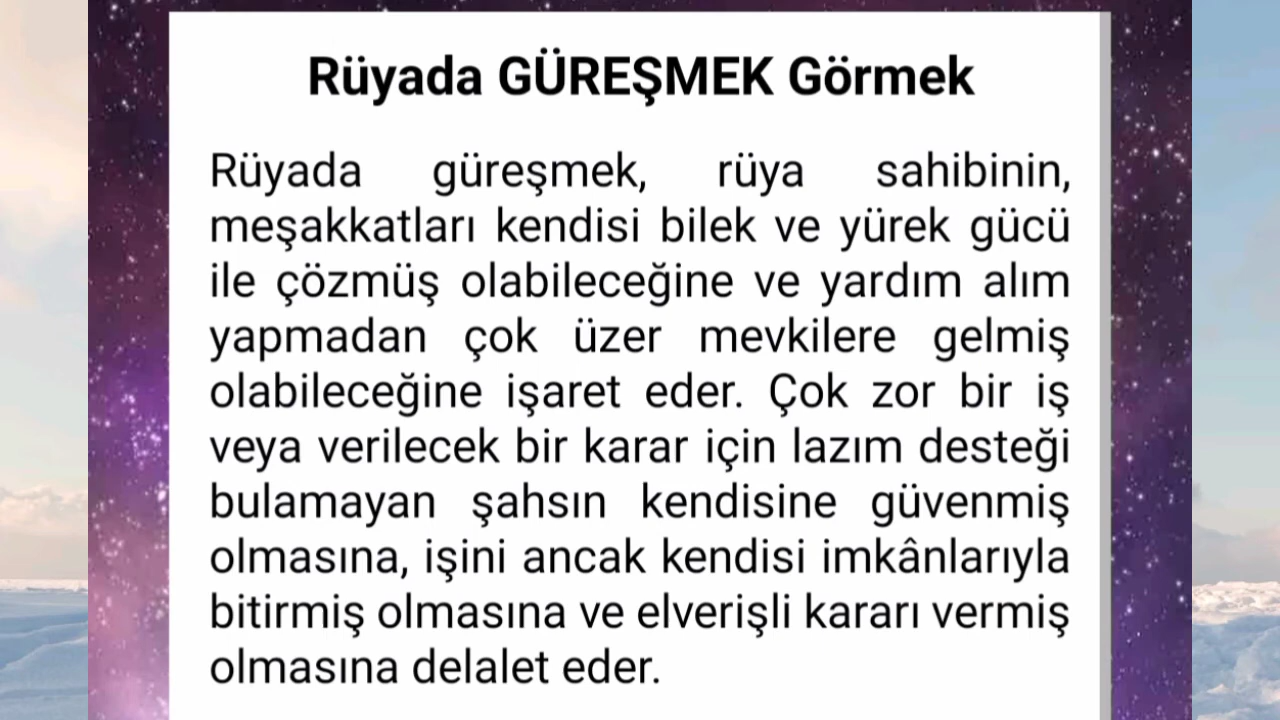 Rüyada GÜREŞMEK Görmek
Rüyada güreşmek, rüya sahibinin,
meşakkatları kendisi bilek ve yürek gücü
ile çözmüş olabileceğine ve yardım alım
yapmadan çok üzer mevkilere gelmiş
olabileceğine işaret eder. Çok zor bir iş
veya verilecek bir karar için lazım desteği
bulamayan şahsın kendisine güvenmiş
olmasına, işini ancak kendisi imkânlarıyla
bitirmiş olmasına ve elverişli kararı vermiş
olmasına delalet eder.